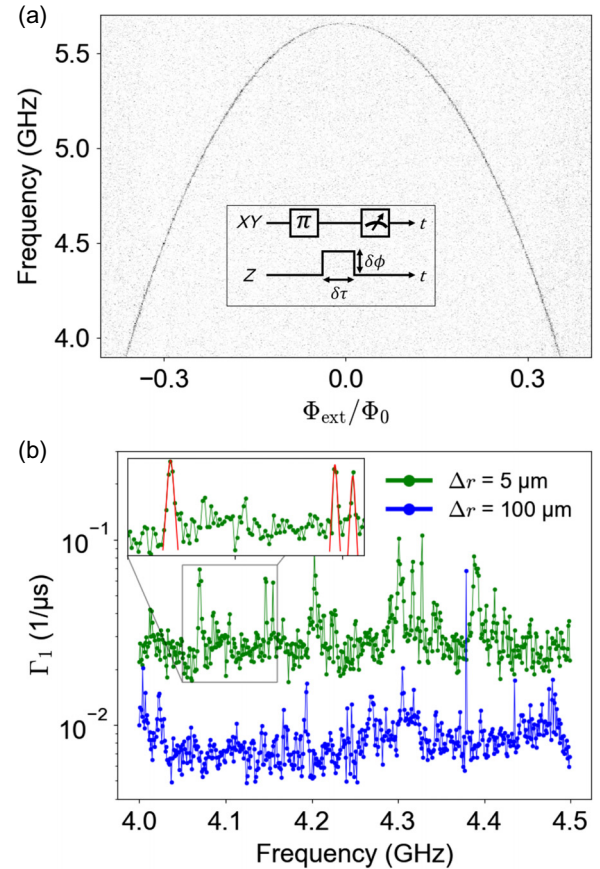 (a)
Frequency (GHz)
5.5
5.0
4.5
4.0
XY
π
t
Z
δϕ
t
δτ
−0.3
0.0
0.3
Φext/Φ0
(b)
Δr = 5 µm
Δr = 100 µm
Γ1 (1/µs)
10−1
10−2
4.0
4.1
4.2
4.3
4.4
4.5
Frequency (GHz)